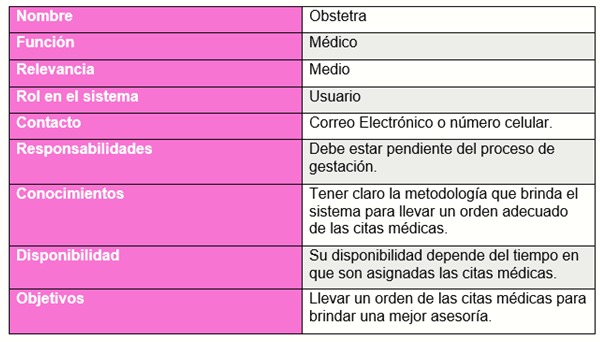 Nombre Obstetra
Función Médico
Relevancia Medio
Rol en el sistema Usuario
Contacto Correo Electrónico o número celular.
Responsabilidades Debe estar pendiente del proceso de
gestación.
Conocimientos Tener claro la metodología que brinda el
sistema para llevar un orden adecuado
de las citas médicas.
Disponibilidad Su disponibilidad depende del tiempo en
que son asignadas las citas médicas.
Objetivos Llevar un orden de las citas médicas para
brindar una mejor asesoría.